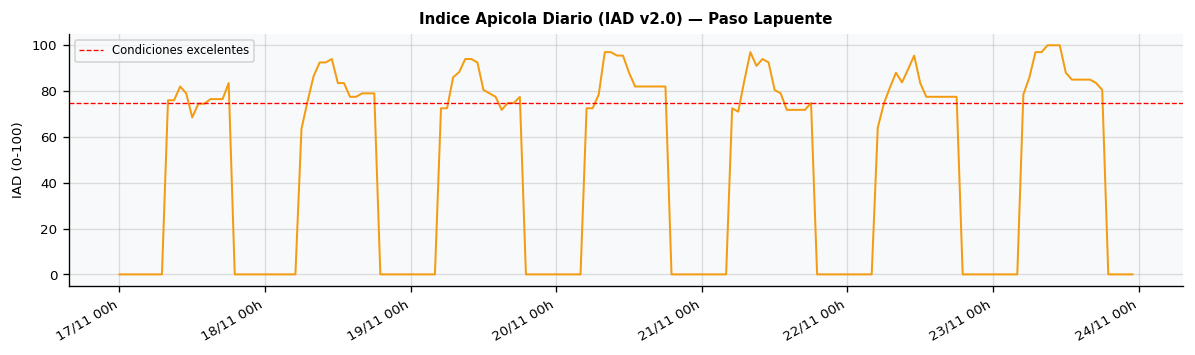 Indice Apicola Diario (IAD v2.0) — Paso Lapuente
Condiciones excelentes
IAD (0-100)
100
80
60
40
20
0
17/11 00h
18/11 00h
19/11 00h
20/11 00h
21/11 00h
22/11 00h
23/11 00h
24/11 00h